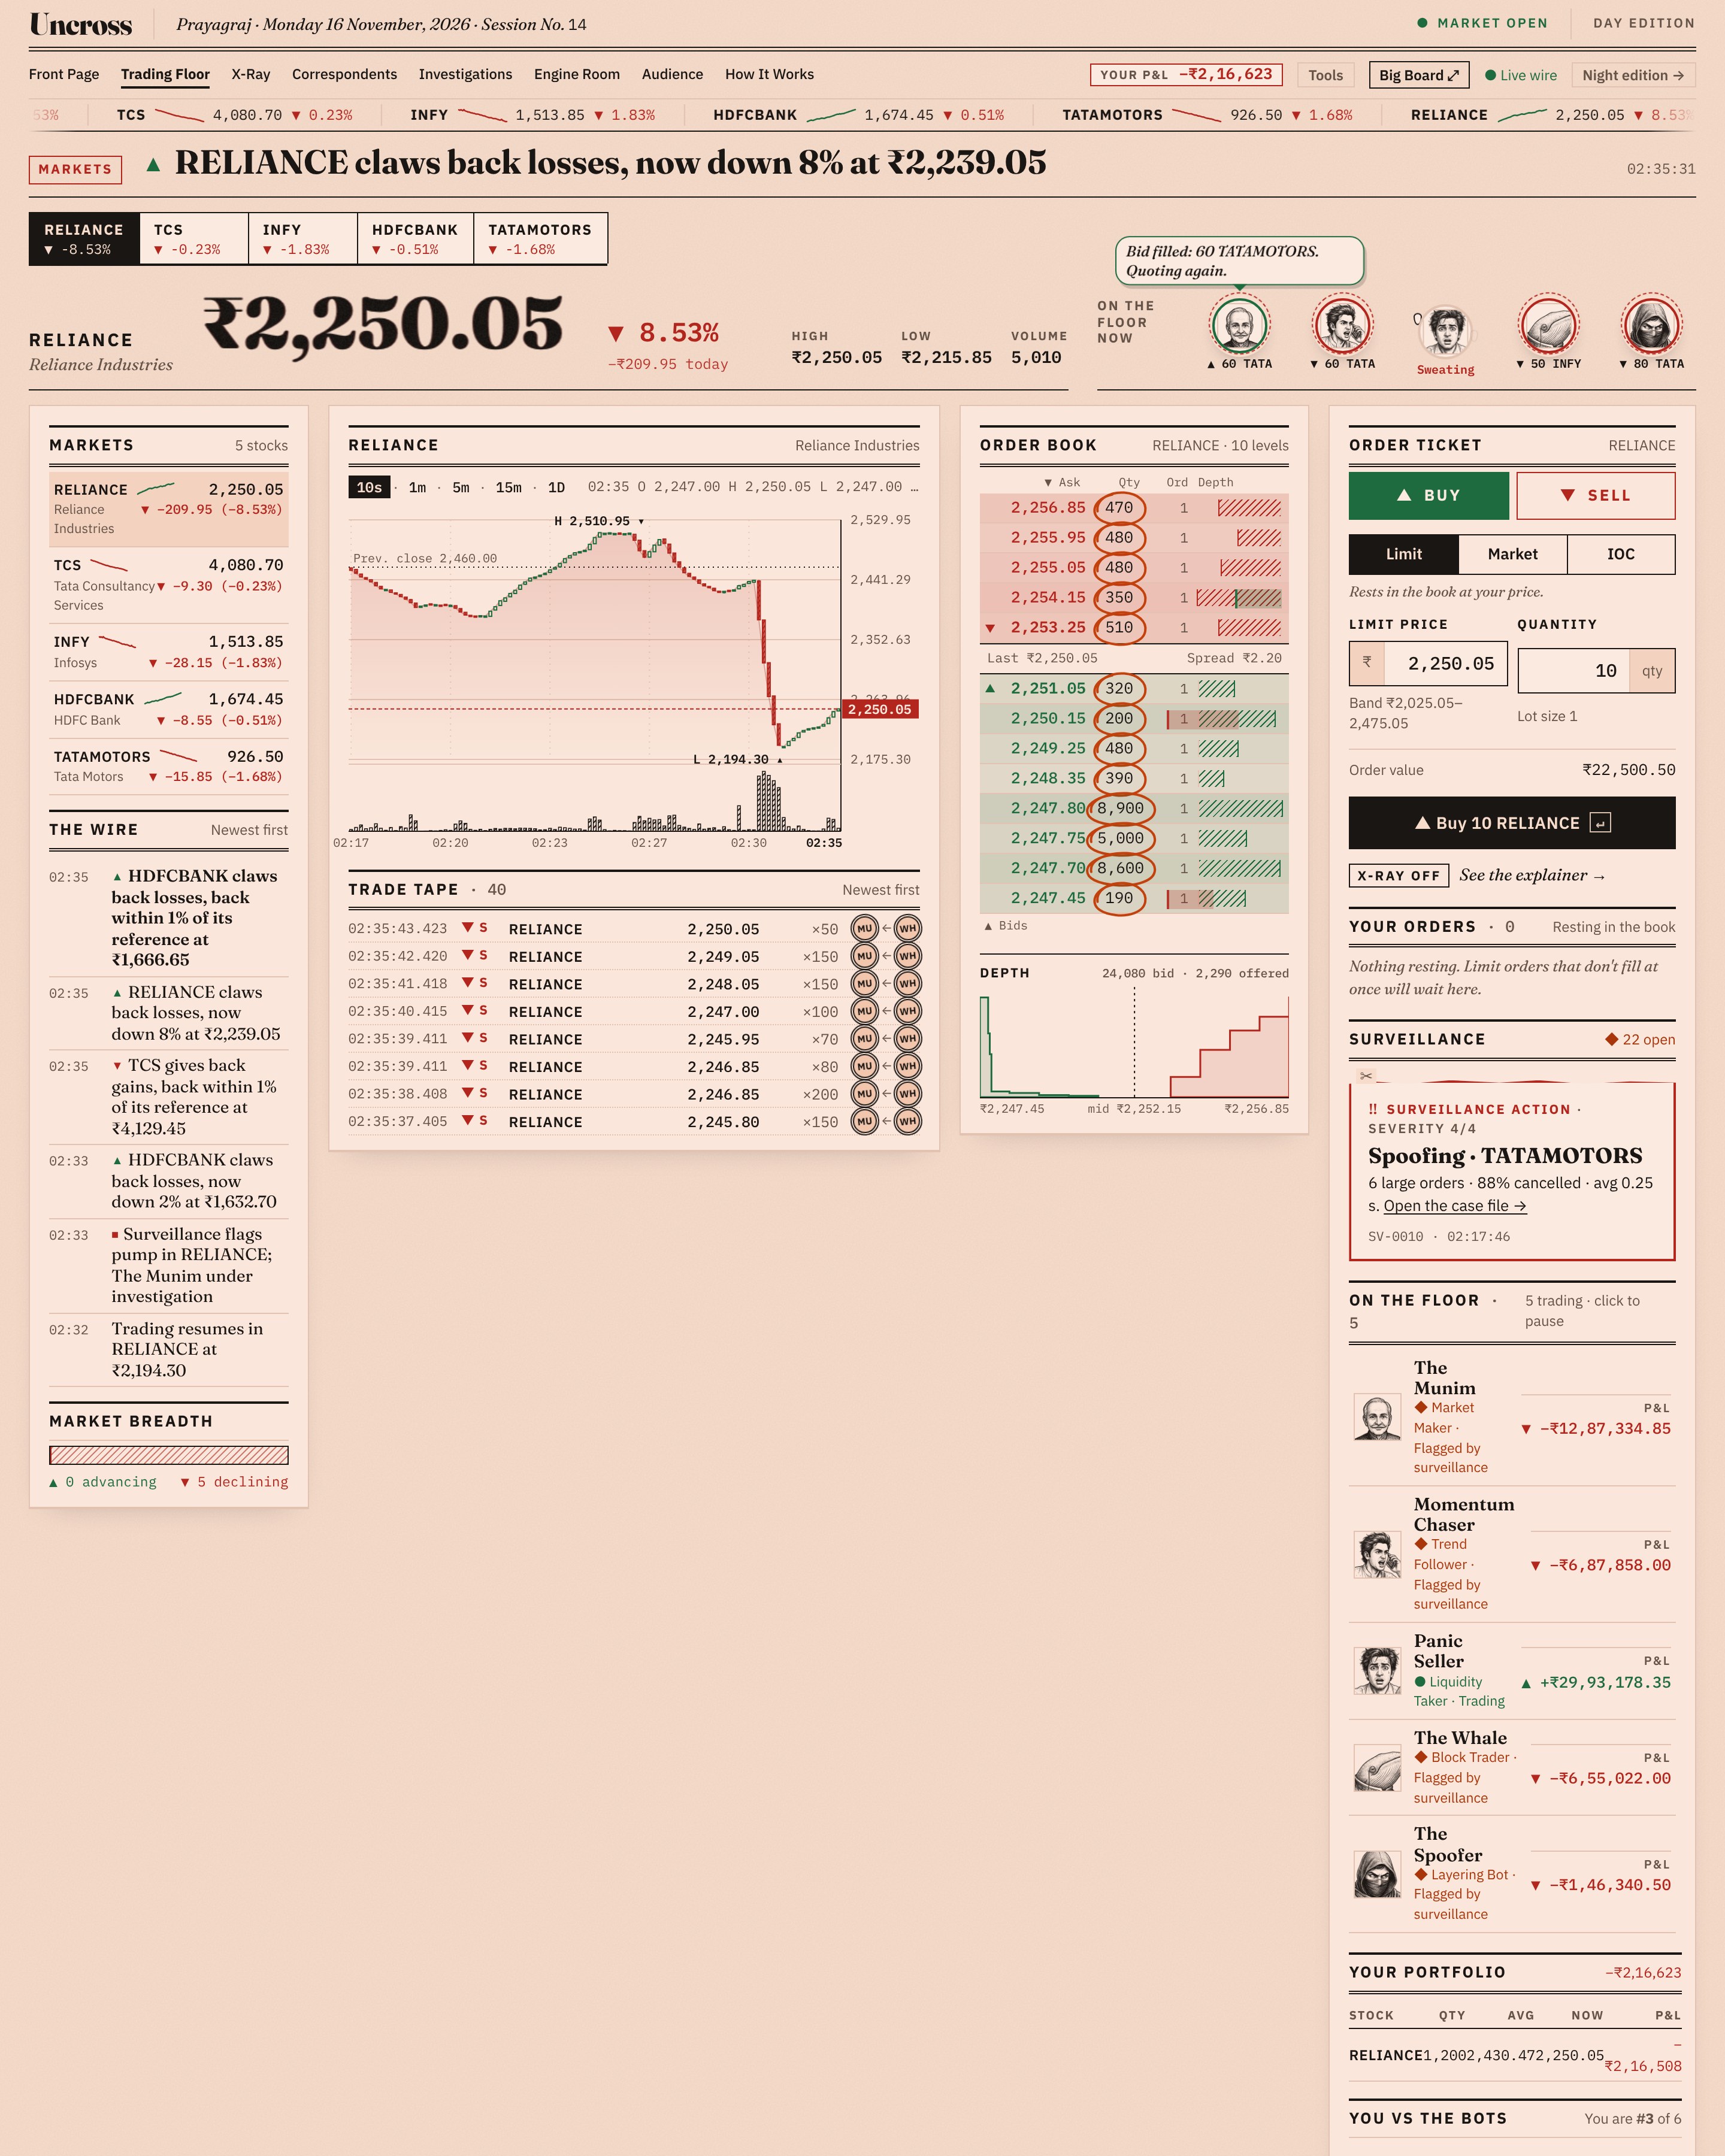 Uncross
Prayagraj · Monday 16 November, 2026 · Session No. 14
● MARKET OPEN
DAY EDITION
Front Page Trading Floor X-Ray Correspondents Investigations Engine Room Audience How It Works
YOUR P&L −₹2,16,623
Tools
Big Board ⤢
● Live wire
Night edition →
53% TCS 4,080.70 ▼ 0.23% INFY 1,513.85 ▼ 1.83% HDFCBANK 1,674.45 ▼ 0.51% TATAMOTORS 926.50 ▼ 1.68% RELIANCE 2,250.05 ▼ 8.53%
MARKETS ▲ RELIANCE claws back losses, now down 8% at ₹2,239.05 02:35:31
RELIANCE TCS INFY HDFCBANK TATAMOTORS
▼ -8.53% ▼ -0.23% ▼ -1.83% ▼ -0.51% ▼ -1.68%
RELIANCE
Reliance Industries
₹2,250.05
▼ 8.53%
−₹209.95 today
HIGH LOW VOLUME
₹2,250.05 ₹2,215.85 5,010
Bid filled: 60 TATAMOTORS.
Quoting again.
ON THE
FLOOR
NOW
▲ 60 TATA ▼ 60 TATA Sweating ▼ 50 INFY ▼ 80 TATA
MARKETS 5 stocks
RELIANCE 2,250.05
Reliance ▼ −209.95 (−8.53%)
Industries
TCS 4,080.70
Tata Consultancy ▼ −9.30 (−0.23%)
Services
INFY 1,513.85
Infosys ▼ −28.15 (−1.83%)
HDFCBANK 1,674.45
HDFC Bank ▼ −8.55 (−0.51%)
TATAMOTORS 926.50
Tata Motors ▼ −15.85 (−1.68%)
THE WIRE Newest first
02:35 ▲ HDFCBANK claws
back losses, back
within 1% of its
reference at
₹1,666.65
02:35 ▲ RELIANCE claws
back losses, now
down 8% at ₹2,239.05
02:35 ▼ TCS gives back
gains, back within 1%
of its reference at
₹4,129.45
02:33 ▲ HDFCBANK claws
back losses, now
down 2% at ₹1,632.70
02:33 ■ Surveillance flags
pump in RELIANCE;
The Munim under
investigation
02:32 Trading resumes in
RELIANCE at
₹2,194.30
MARKET BREADTH
▲ 0 advancing ▼ 5 declining
RELIANCE Reliance Industries
10s · 1m · 5m · 15m · 1D 02:35 O 2,247.00 H 2,250.05 L 2,247.00 …
H 2,510.95 ▾
2,529.95
Prev. close 2,460.00
2,441.29
2,352.63
2,263.96
2,250.05
L 2,194.30 ▴
2,175.30
02:17 02:20 02:23 02:27 02:30 02:35
TRADE TAPE · 40 Newest first
02:35:43.423 ▼ S RELIANCE 2,250.05 ×50 MU ← WH
02:35:42.420 ▼ S RELIANCE 2,249.05 ×150 MU ← WH
02:35:41.418 ▼ S RELIANCE 2,248.05 ×150 MU ← WH
02:35:40.415 ▼ S RELIANCE 2,247.00 ×100 MU ← WH
02:35:39.411 ▼ S RELIANCE 2,245.95 ×70 MU ← WH
02:35:39.411 ▼ S RELIANCE 2,246.85 ×80 MU ← WH
02:35:38.408 ▼ S RELIANCE 2,246.85 ×200 MU ← WH
02:35:37.405 ▼ S RELIANCE 2,245.80 ×150 MU ← WH
ORDER BOOK RELIANCE · 10 levels
▼ Ask Qty Ord Depth
2,256.85 470 1
2,255.95 480 1
2,255.05 480 1
2,254.15 350 1
▼ 2,253.25 510 1
Last ₹2,250.05 Spread ₹2.20
▲ 2,251.05 320 1
2,250.15 200 1
2,249.25 480 1
2,248.35 390 1
2,247.80 8,900 1
2,247.75 5,000 1
2,247.70 8,600 1
2,247.45 190 1
▲ Bids
DEPTH 24,080 bid · 2,290 offered
₹2,247.45 mid ₹2,252.15 ₹2,256.85
ORDER TICKET RELIANCE
▲ BUY ▼ SELL
Limit Market IOC
Rests in the book at your price.
LIMIT PRICE QUANTITY
₹ 2,250.05 10 qty
Band ₹2,025.05–
2,475.05
Lot size 1
Order value ₹22,500.50
▲ Buy 10 RELIANCE ↵
X-RAY OFF See the explainer →
YOUR ORDERS · 0 Resting in the book
Nothing resting. Limit orders that don't fill at
once will wait here.
SURVEILLANCE ◆ 22 open
✂
!! SURVEILLANCE ACTION ·
SEVERITY 4/4
Spoofing · TATAMOTORS
6 large orders · 88% cancelled · avg 0.25
s. Open the case file →
SV-0010 · 02:17:46
ON THE FLOOR · 5
5 trading · click to
pause
The
Munim
◆ Market
Maker ·
Flagged by
surveillance
P&L
▼ −₹12,87,334.85
Momentum
Chaser
◆ Trend
Follower ·
Flagged by
surveillance
P&L
▼ −₹6,87,858.00
Panic
Seller
● Liquidity
Taker · Trading
P&L
▲ +₹29,93,178.35
The Whale
◆ Block Trader ·
Flagged by
surveillance
P&L
▼ −₹6,55,022.00
The
Spoofer
◆ Layering Bot ·
Flagged by
surveillance
P&L
▼ −₹1,46,340.50
YOUR PORTFOLIO −₹2,16,623
STOCK QTY AVG NOW P&L
RELIANCE 1,200 2,430.47 2,250.05 −
₹2,16,508
YOU VS THE BOTS You are #3 of 6